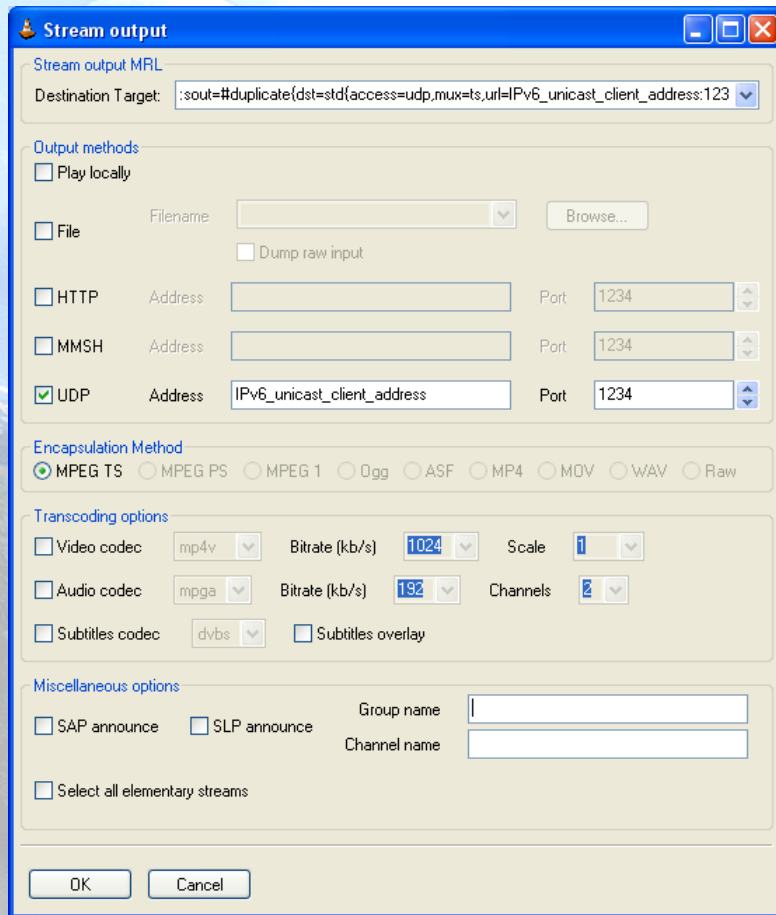 Stream output
Stream output MRL
Destination Target: :sout=#duplicate{dst=std{access=udp,mux=ts,url=IPv6_unicast_client_address:123
Output methods
Play locally
File Filename Browse...
Dump raw input
HTTP Address Port 1234
MMSH Address Port 1234
UDP Address IPv6_unicast_client_address Port 1234
Encapsulation Method
MPEG TS MPEG PS MPEG 1 Ogg ASF MP4 MOV WAV Raw
Transcoding options
Video codec mp4v Bitrate (kb/s) 1024 Scale 1
Audio codec mpga Bitrate (kb/s) 192 Channels 2
Subtitles codec dvbs Subtitles overlay
Miscellaneous options
SAP announce SLP announce Group name
Channel name
Select all elementary streams
OK Cancel